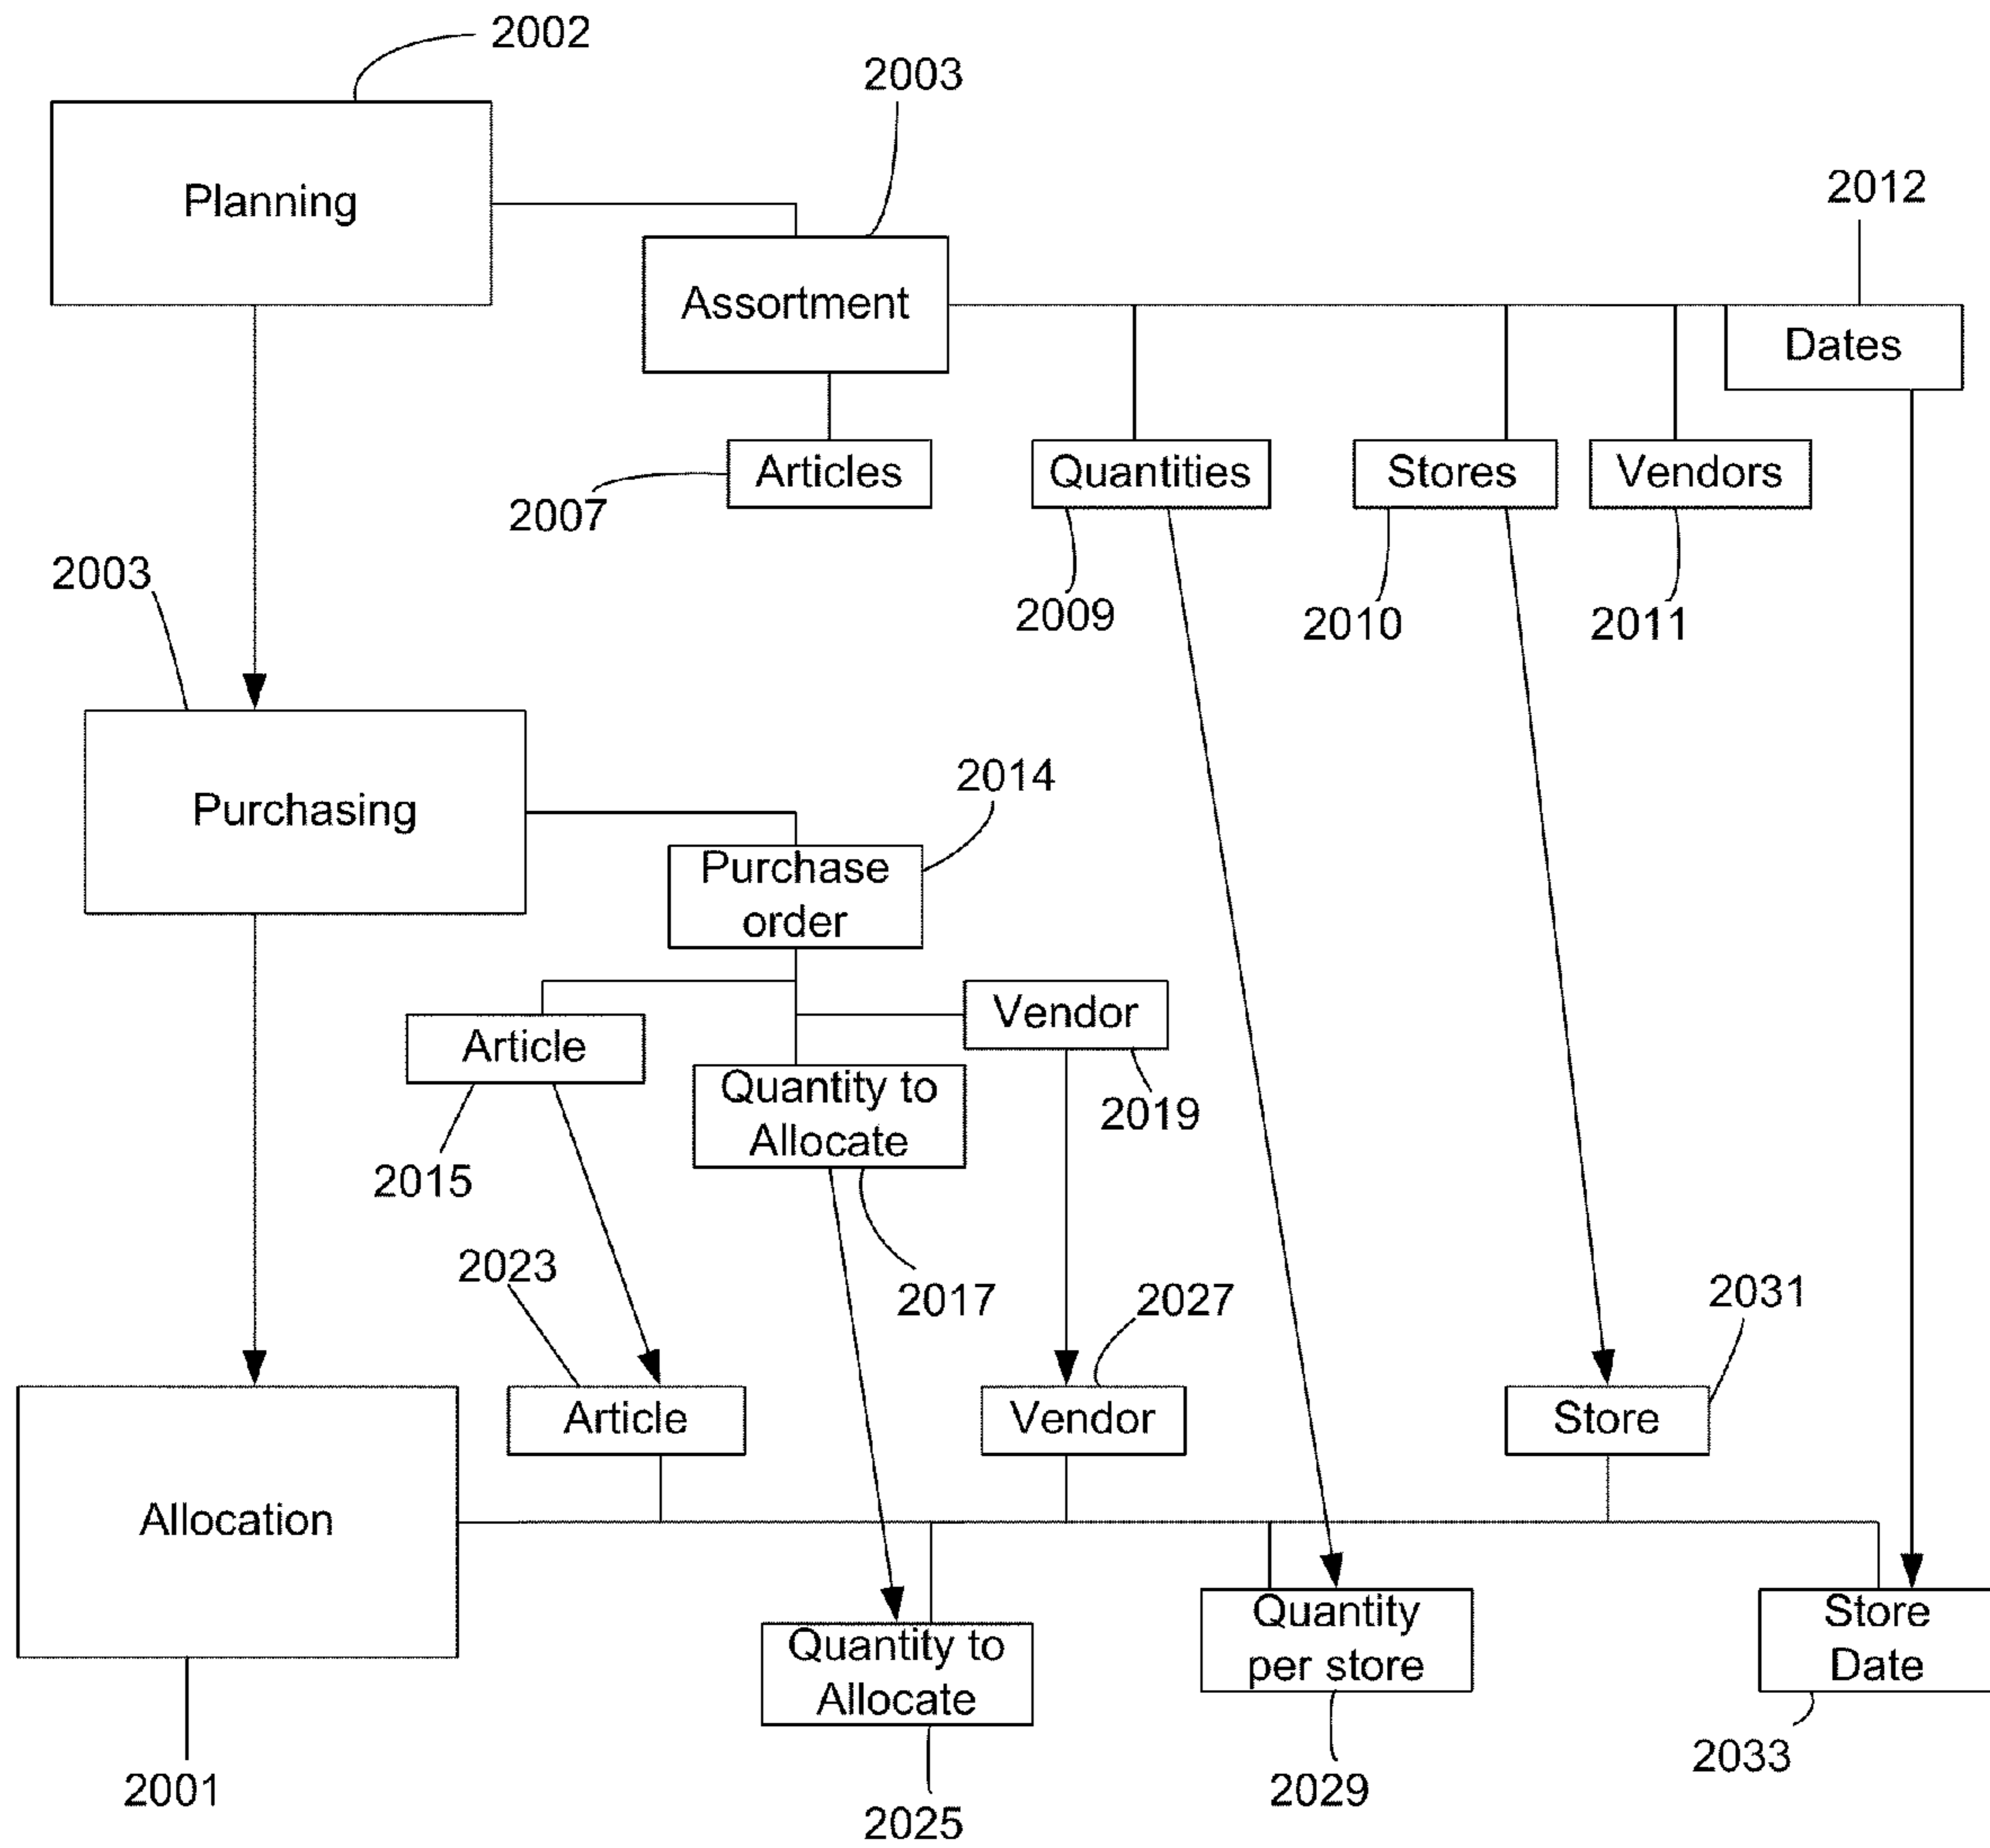 2002
2003
Planning
2012
Assortment
Dates
Articles
Quantities
Stores
Vendors
2007
2003
2009
2010
2011
Purchasing
2014
Purchase
order
Vendor
Article
Quantity to
Allocate
2019
2015
2023
2017
2027
2031
Article
Vendor
Store
Allocation
Quantity to
Allocate
Quantity
per store
Store
Date
2001
2025
2029
2033